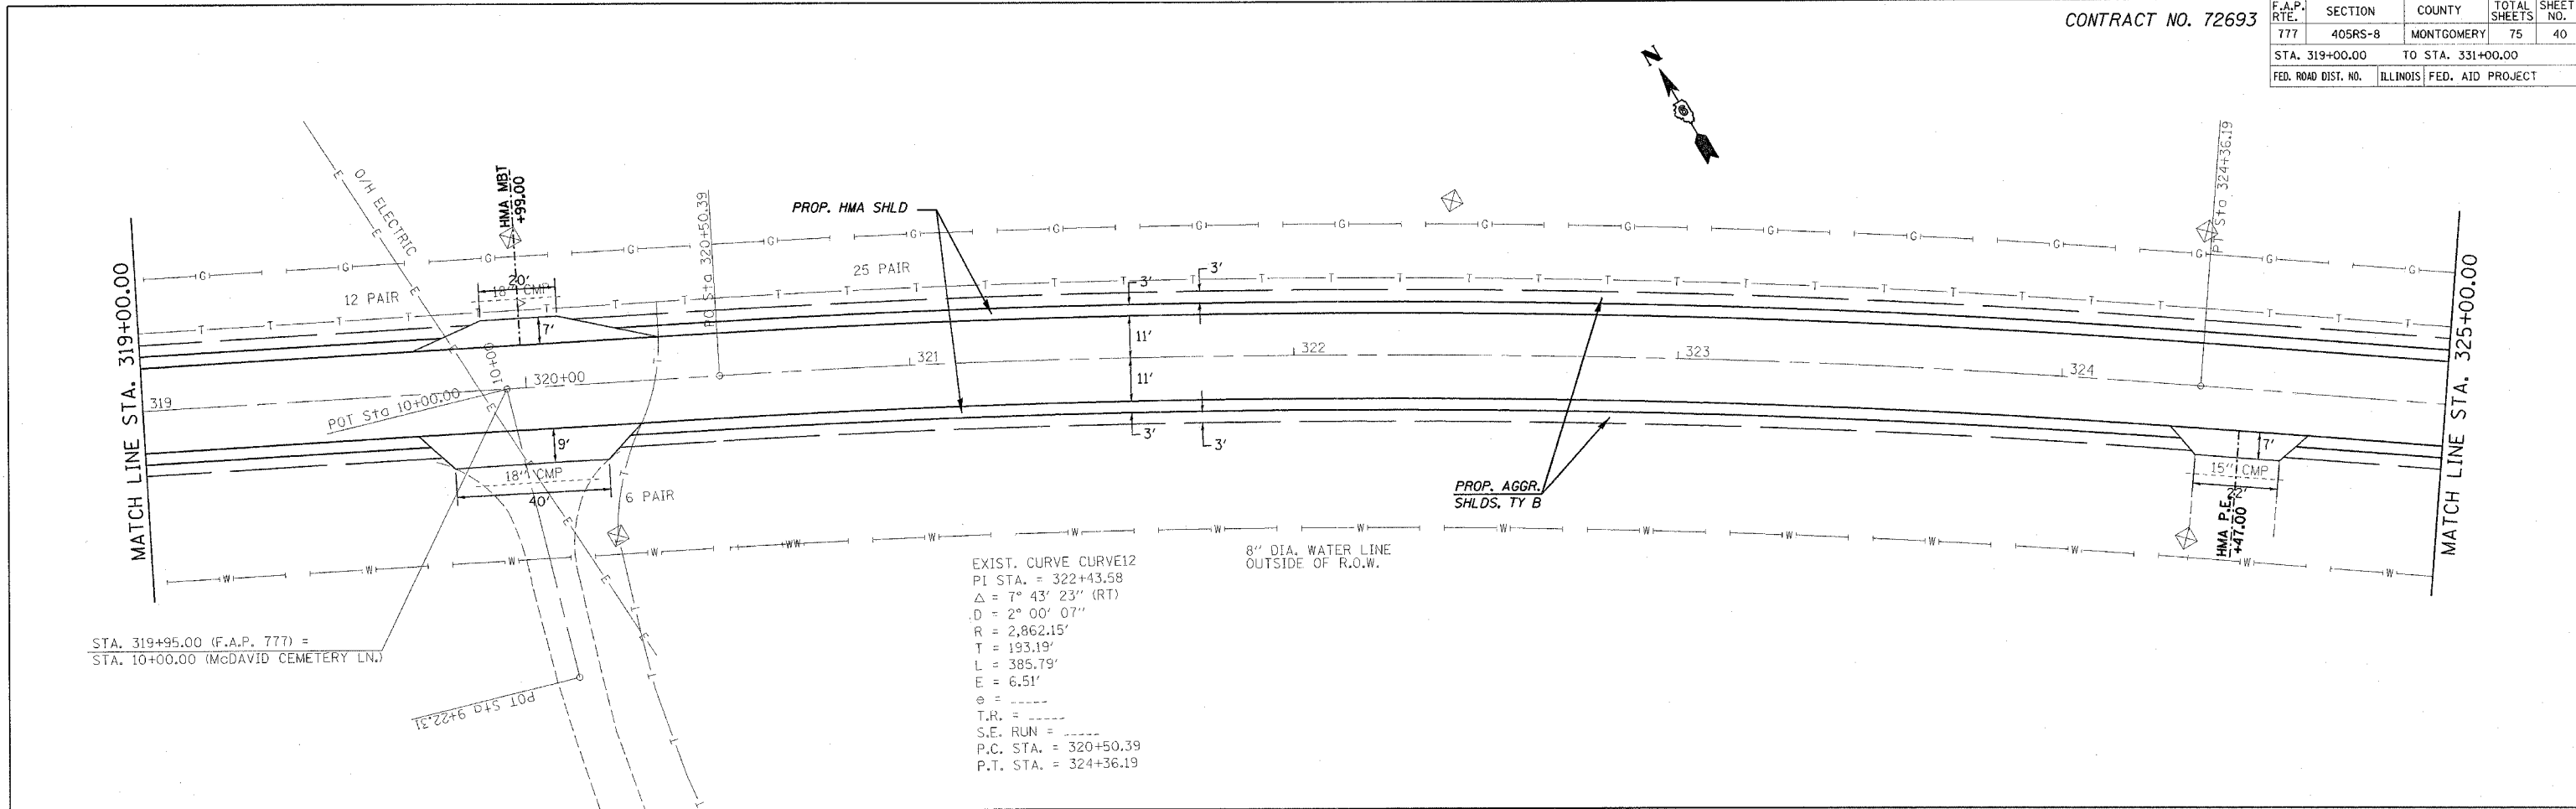 CONTRACT NO. 72693
F.A.P. RTE. SECTION COUNTY TOTAL SHEETS SHEET NO.
777 405RS-8 MONTGOMERY 75 40
STA. 319+00.00 TO STA. 331+00.00
FED. ROAD DIST. NO. ILLINOIS FED. AID PROJECT
N
MATCH LINE STA. 319+00.00
O/H ELECTRIC
HMA MBT
+99.00
PO Sta 320+50.39
PROP. HMA SHLD
PT Sta 324+36.19
12 PAIR
20'
18" CMP
7'
25 PAIR
3'
3'
11'
11'
319
POT Sta 10+00.00
10+00
320+00
321
322
323
324
9'
18" CMP
40'
6 PAIR
3'
3'
PROP. AGGR.
SHLDS. TY B
7'
15" CMP
22'
HMA P.E.
+47.00
MATCH LINE STA. 325+00.00
8" DIA. WATER LINE
OUTSIDE OF R.O.W.
STA. 319+95.00 (F.A.P. 777) =
STA. 10+00.00 (McDAVID CEMETERY LN.)
POT Sta 9+22.31
EXIST. CURVE CURVE12
PI STA. = 322+43.58
Δ = 7° 43' 23" (RT)
D = 2° 00' 07"
R = 2,862.15'
T = 193.19'
L = 385.79'
E = 6.51'
e = -----
T.R. = -----
S.E. RUN = -----
P.C. STA. = 320+50.39
P.T. STA. = 324+36.19